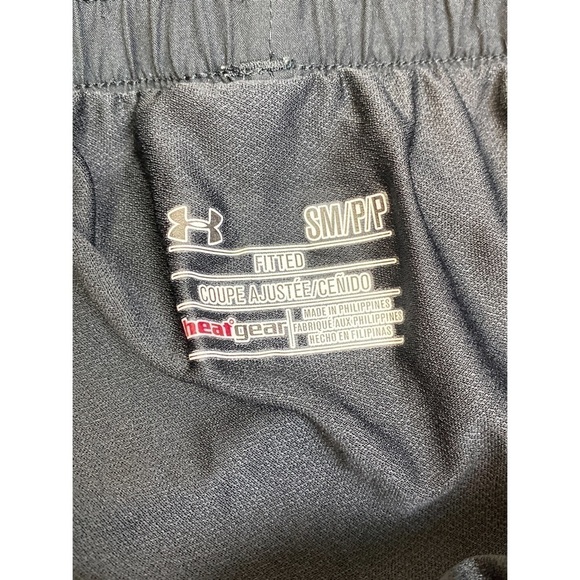 SM/P/P
FITTED
COUPE AJUSTÉE/CEÑIDO
heatgear
MADE IN PHILIPPINES
FABRIQUÉ AUX PHILIPPINES
HECHO EN FILIPINAS